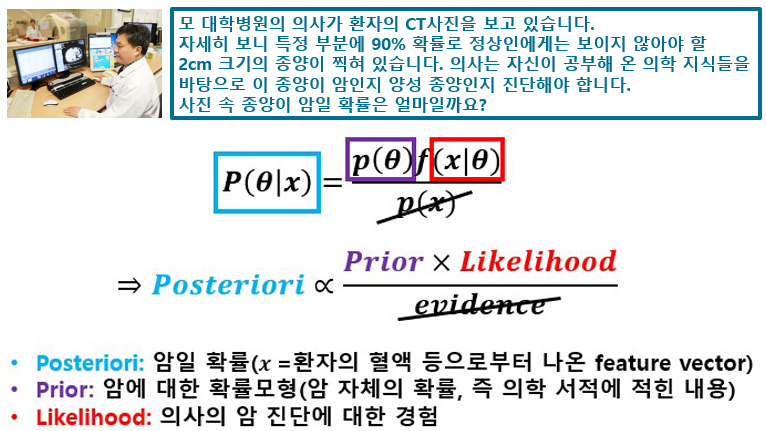 모 대학병원의 의사가 환자의 CT사진을 보고 있습니다.
자세히 보니 특정 부분에 90% 확률로 정상인에게는 보이지 않아야 할
2cm 크기의 종양이 찍혀 있습니다. 의사는 자신이 공부해 온 의학 지식들을
바탕으로 이 종양이 암인지 양성 종양인지 진단해야 합니다.
사진 속 종양이 암일 확률은 얼마일까요?
P(θ|x) = p(θ)f(x|θ)
p(x)
⇒ Posteriori ∝ Prior × Likelihood
evidence
• Posteriori: 암일 확률(x =환자의 혈액 등으로부터 나온 feature vector)
• Prior: 암에 대한 확률모형(암 자체의 확률, 즉 의학 서적에 적힌 내용)
• Likelihood: 의사의 암 진단에 대한 경험